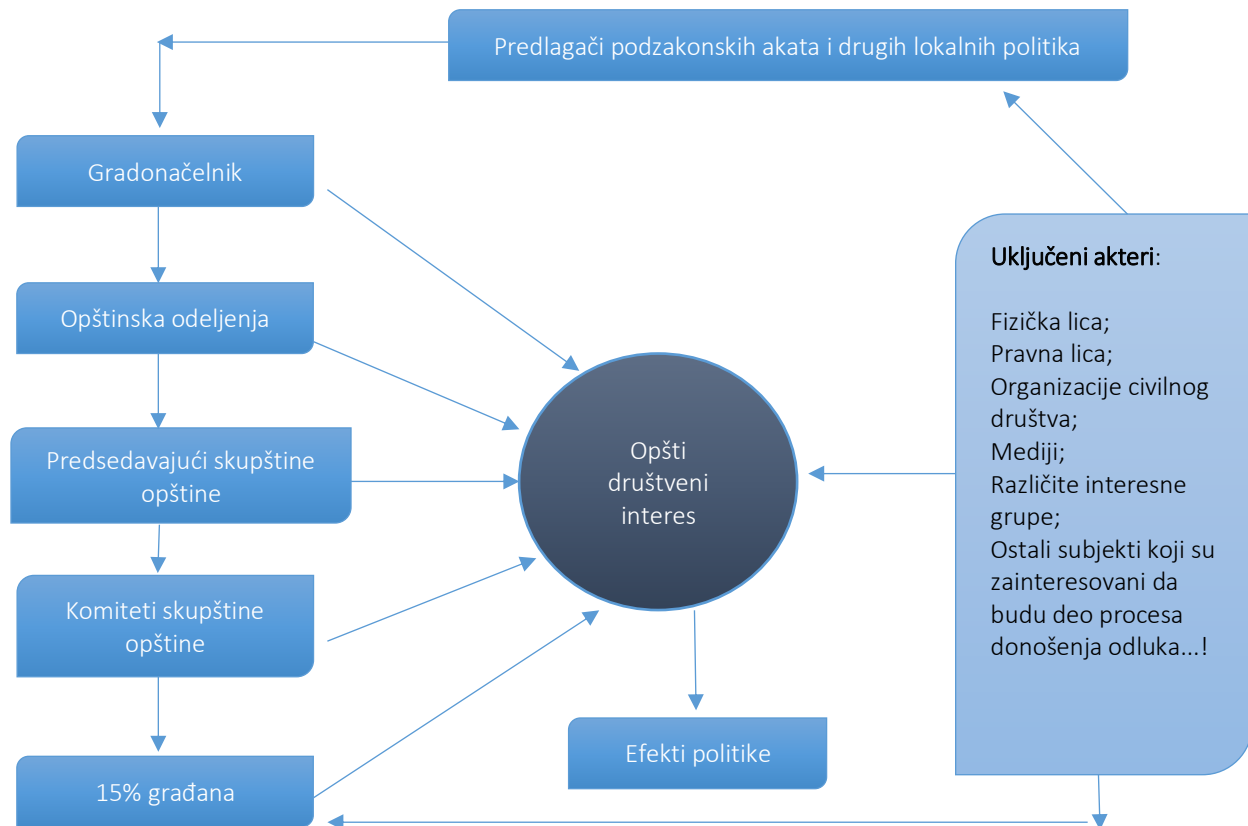 Predlagači podzakonskih akata i drugih lokalnih politika
Gradonačelnik
Opštinska odeljenja
Predsedavajući skupštine
opštine
Komiteti skupštine
opštine
15% građana
Opšti
društveni
interes
Efekti politike
Uključeni akteri:
Fizička lica;
Pravna lica;
Organizacije civilnog
društva;
Mediji;
Različite interesne
grupe;
Ostali subjekti koji su
zainteresovani da
budu deo procesa
donošenja odluka...!